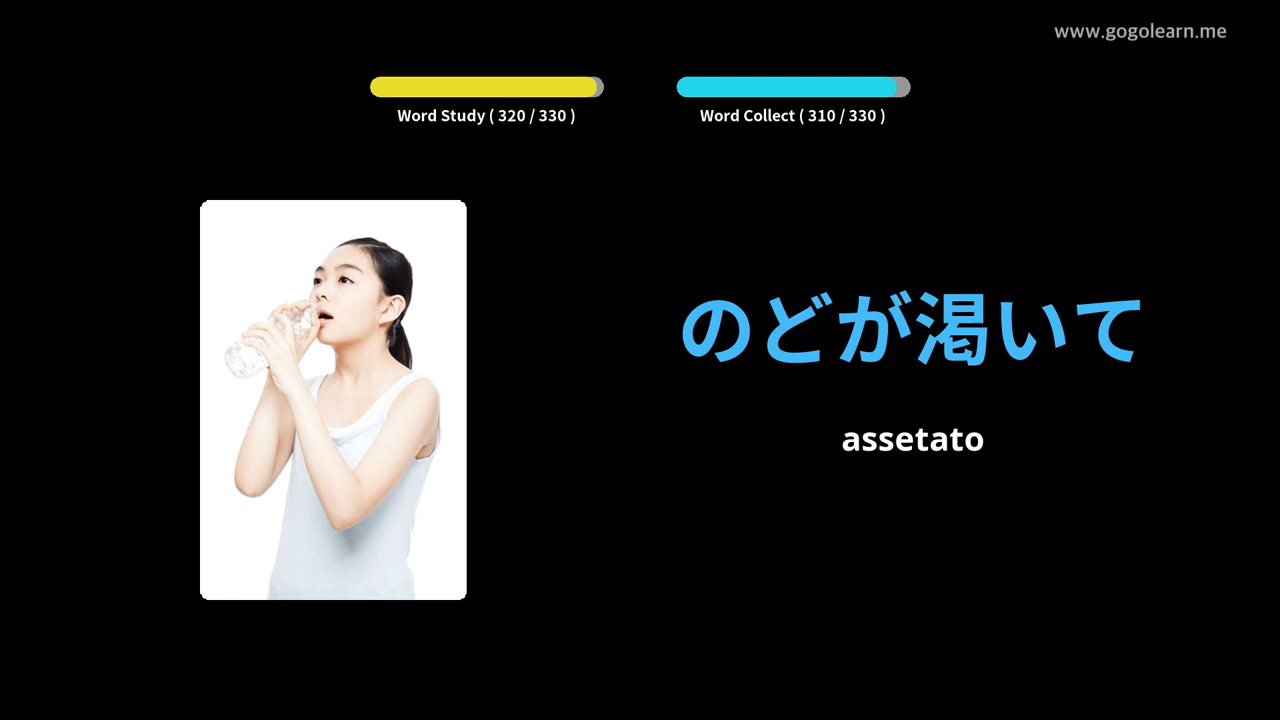 www.gogolearn.me
Word Study ( 320 / 330 )
Word Collect ( 310 / 330 )
のどが渇いて
assetato